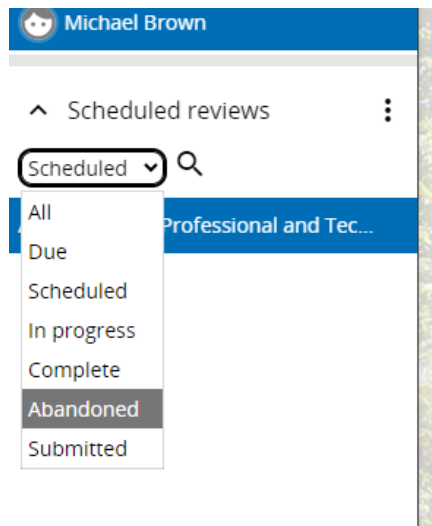 Michael Brown
Scheduled reviews
Scheduled
Professional and Tec...
All
Due
Scheduled
In progress
Complete
Abandoned
Submitted